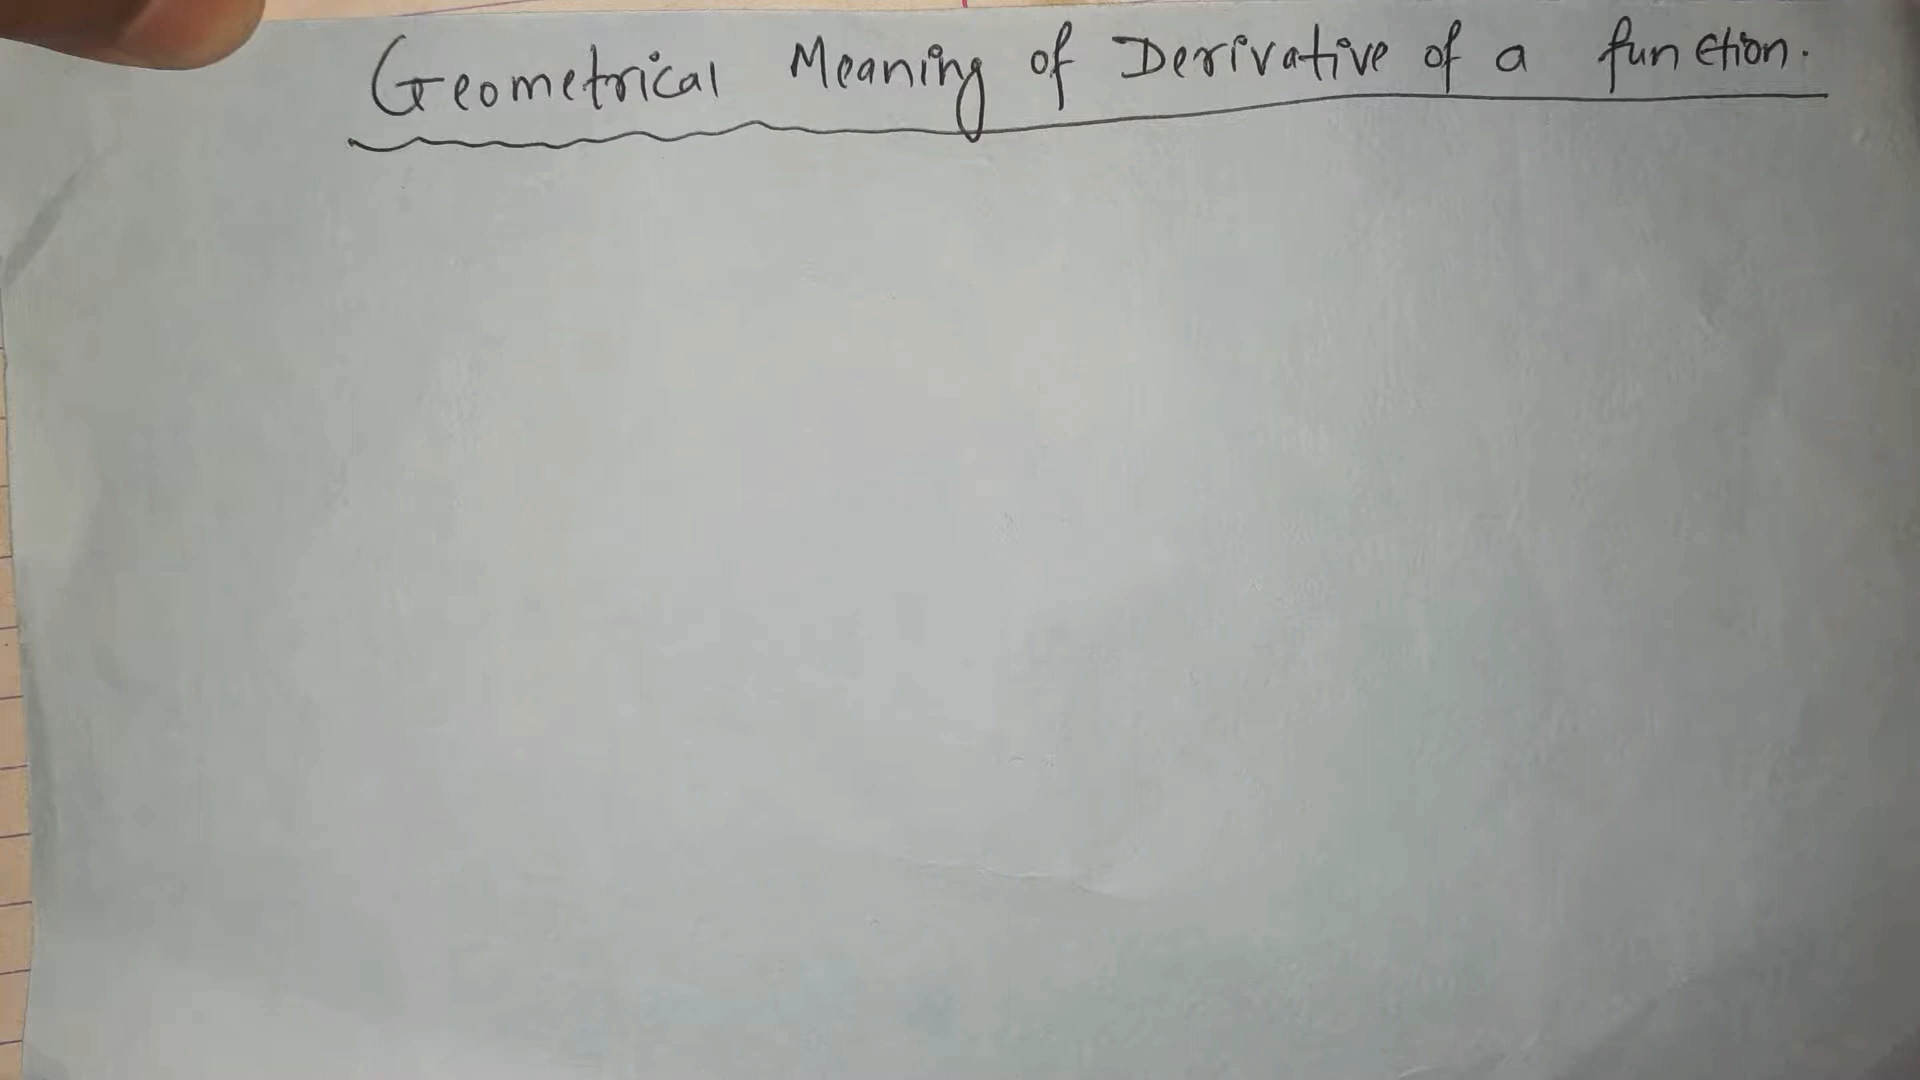 Geometrical Meaning of Derivative of a function.